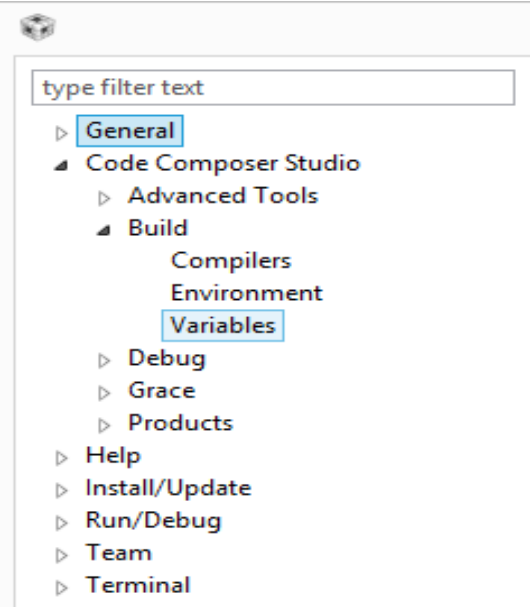 type filter text
General
Code Composer Studio
Advanced Tools
Build
Compilers
Environment
Variables
Debug
Grace
Products
Help
Install/Update
Run/Debug
Team
Terminal